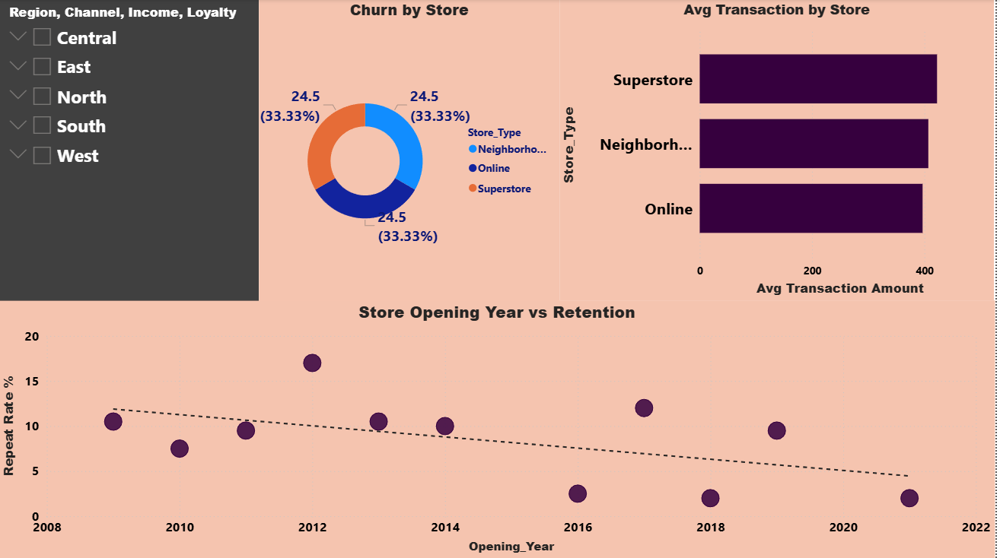 Region, Channel, Income, Loyalty
Central
East
North
South
West
Churn by Store
24.5
(33.33%)
24.5
(33.33%)
24.5
(33.33%)
Store_Type
Neighborho...
Online
Superstore
Avg Transaction by Store
Store_Type
Superstore
Neighborh...
Online
0
200
400
Avg Transaction Amount
Store Opening Year vs Retention
Repeat Rate %
20
15
10
5
0
2008
2010
2012
2014
2016
2018
2020
2022
Opening_Year